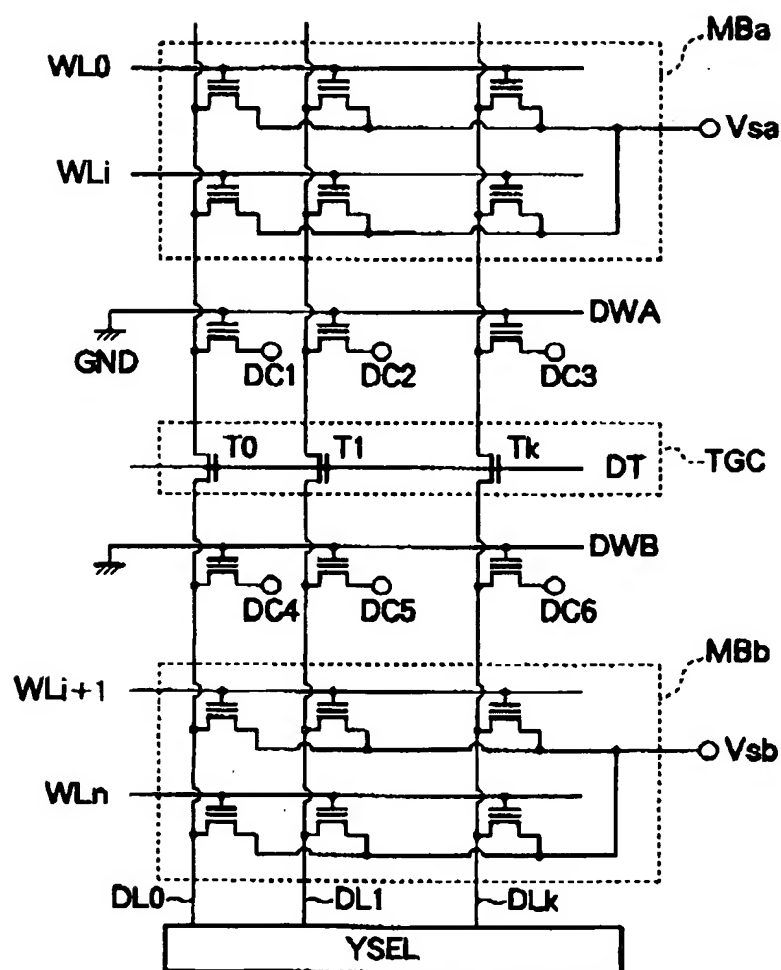 MBa
WL0
Vsa
WLi
DWA
GND
DC1 DC2 DC3
T0 T1 Tk
DT
TGC
DWB
DC4 DC5 DC6
MBb
WLi+1
Vsb
WLn
DL0 DL1 DLk
YSEL